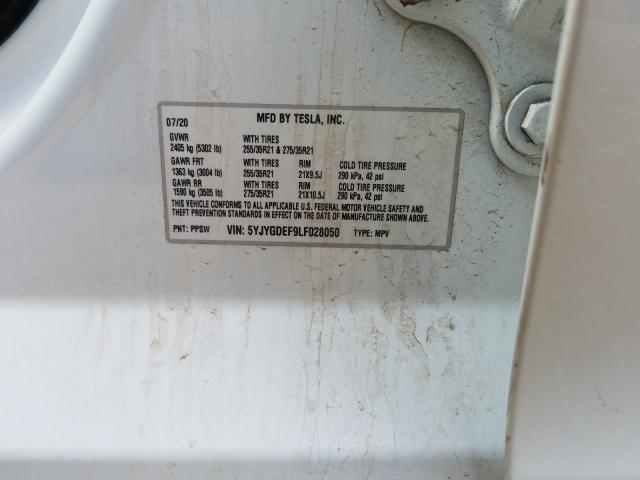 07/20 MFD BY TESLA, INC.
GVWR WITH TIRES
2405 kg (5302 lb) 255/35R21 & 275/35R21
GAWR FRT WITH TIRES RIM COLD TIRE PRESSURE
1363 kg (3004 lb) 255/35R21 21X9.5J 290 kPa, 42 psi
GAWR RR WITH TIRES RIM COLD TIRE PRESSURE
1590 kg (3505 lb) 275/35R21 21X10.5J 290 kPa, 42 psi
THIS VEHICLE CONFORMS TO ALL APPLICABLE U.S. FEDERAL MOTOR VEHICLE SAFETY AND
THEFT PREVENTION STANDARDS IN EFFECT ON THE DATE OF MANUFACTURE SHOWN ABOVE.
PNT: PPSW VIN: 5YJYGDEF9LF028050 TYPE: MPV